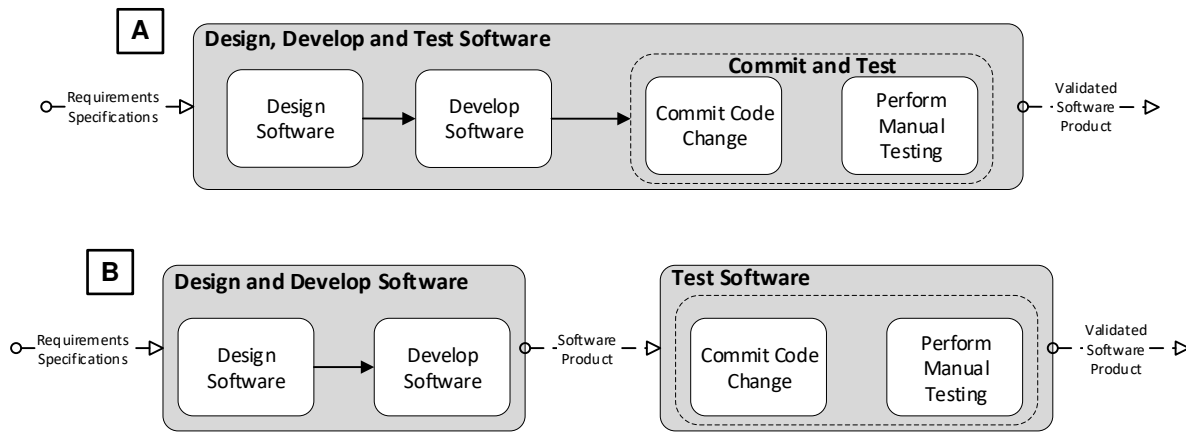 A
Design, Develop and Test Software
Requirements
Specifications
Design
Software
Develop
Software
Commit and Test
Commit Code
Change
Perform
Manual
Testing
Validated
Software
Product
B
Design and Develop Software
Requirements
Specifications
Design
Software
Develop
Software
Software
Product
Test Software
Commit Code
Change
Perform
Manual
Testing
Validated
Software
Product